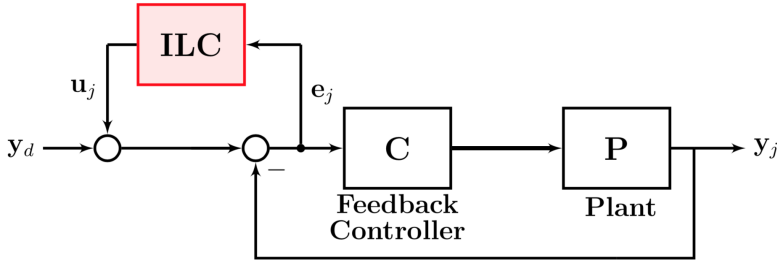 ILC
u_j
e_j
y_d
C
P
y_j
−
Feedback
Controller
Plant